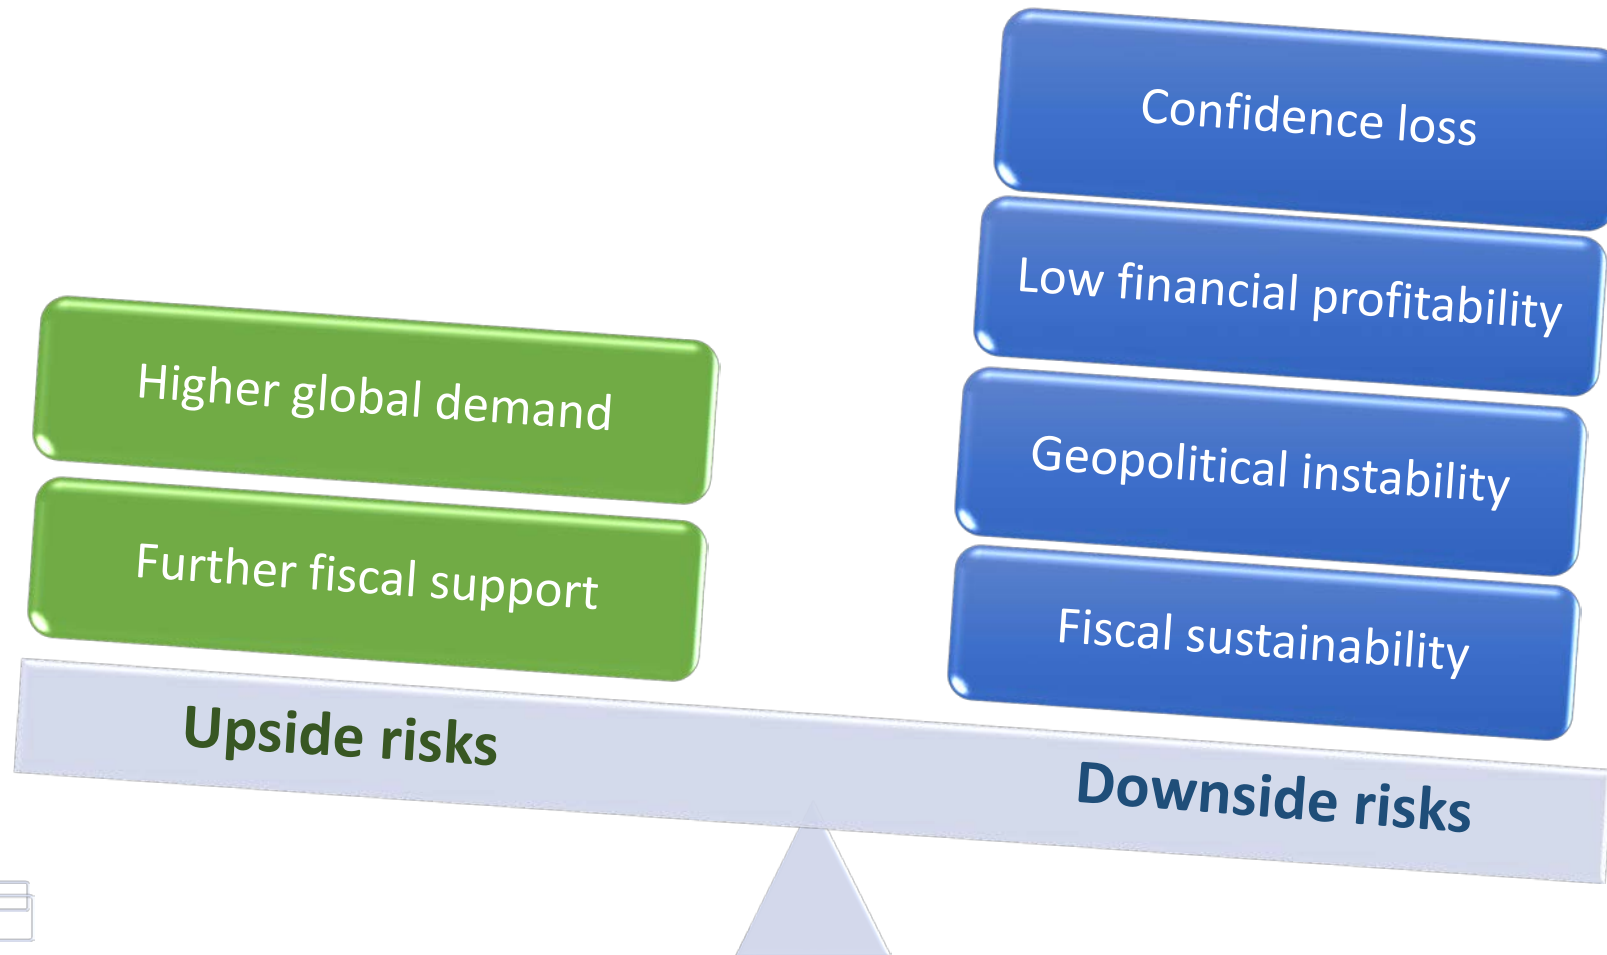 Higher global demand
Further fiscal support
Upside risks
Confidence loss
Low financial profitability
Geopolitical instability
Fiscal sustainability
Downside risks